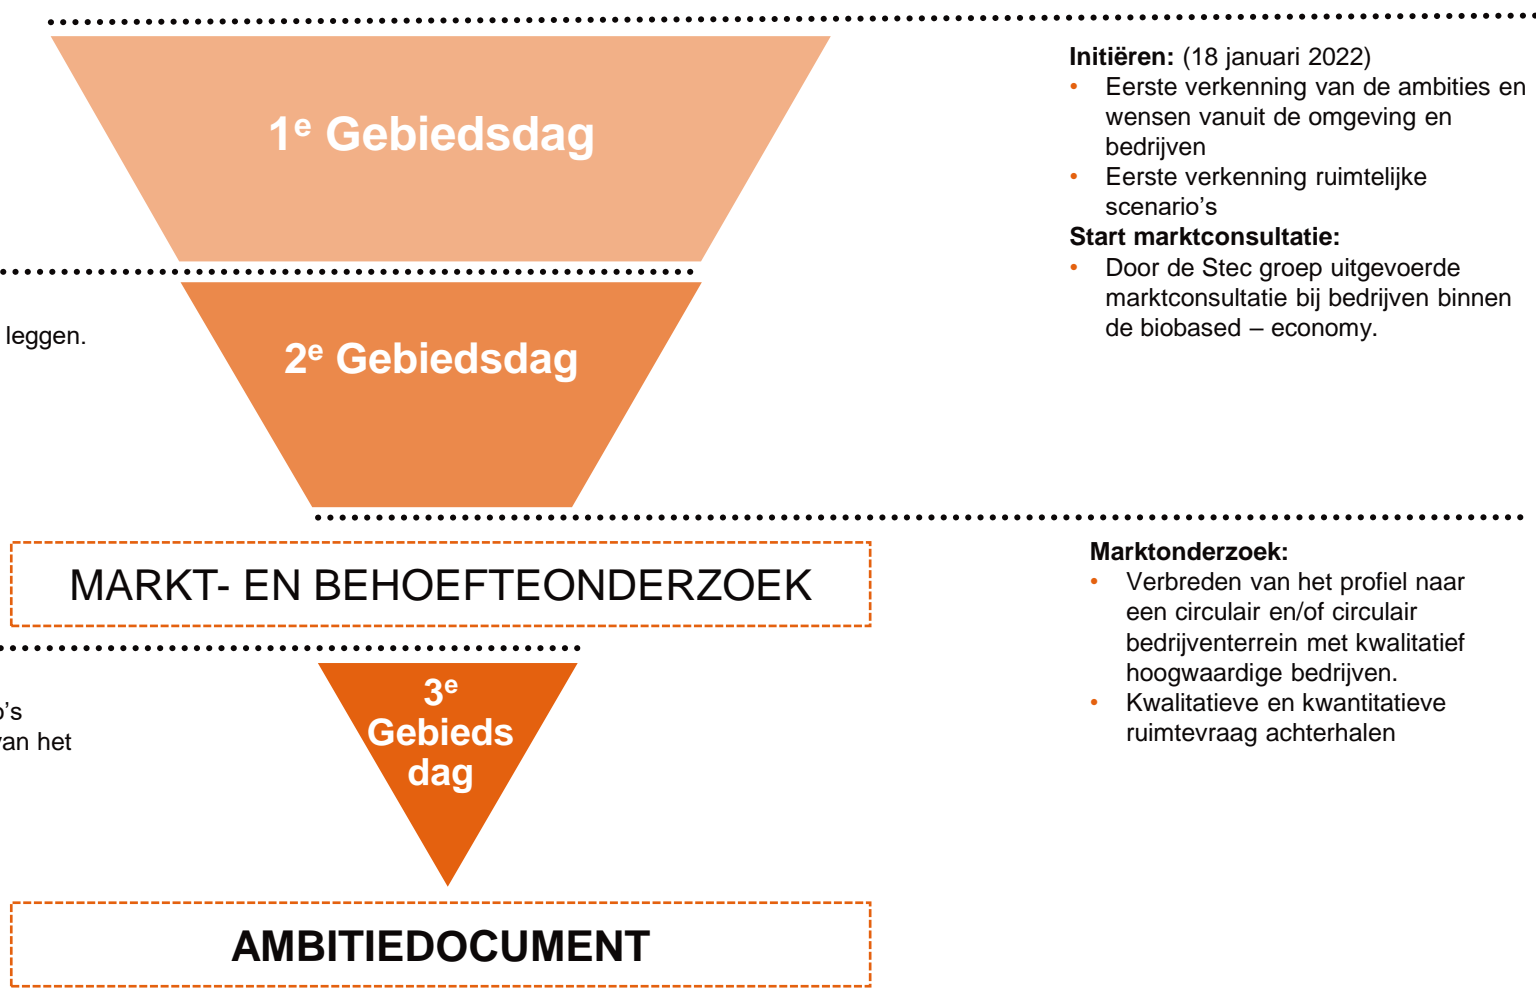 1e Gebiedsdag
Initiëren: (18 januari 2022)
• Eerste verkenning van de ambities en
wensen vanuit de omgeving en
bedrijven
• Eerste verkenning ruimtelijke
scenario’s
Start marktconsultatie:
• Door de Stec groep uitgevoerde
marktconsultatie bij bedrijven binnen
de biobased – economy.
leggen.
2e Gebiedsdag
MARKT- EN BEHOEFTEONDERZOEK
Marktonderzoek:
• Verbreden van het profiel naar
een circulair en/of circulair
bedrijventerrein met kwalitatief
hoogwaardige bedrijven.
• Kwalitatieve en kwantitatieve
ruimtevraag achterhalen
o’s
van het
3e
Gebieds
dag
AMBITIEDOCUMENT